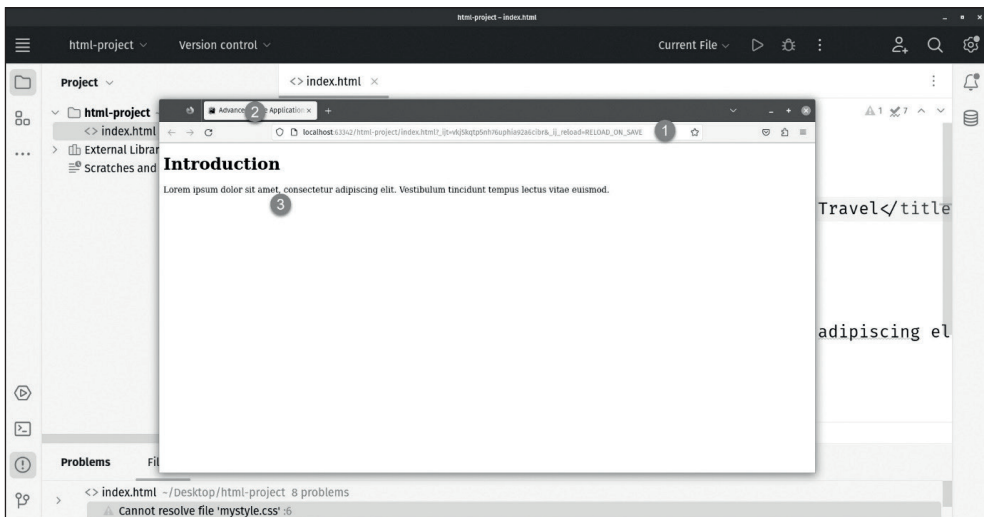 html-project – index.html
html-project
Version control
Current File
Project
<> index.html ×
html-project
<> index.html
External Librar
Scratches and
1 7
Advance 2 Application ×
localhost:63342/html-project/index.html?_ijt= 1
Introduction
Lorem ipsum dolor sit amet, consectetur adipiscing elit. Vestibulum tincidunt tempus lectus vitae euismod.
3
Travel</title
adipiscing el
Problems Fil
<> index.html ~/Desktop/html-project 8 problems
Cannot resolve file 'mystyle.css' :6